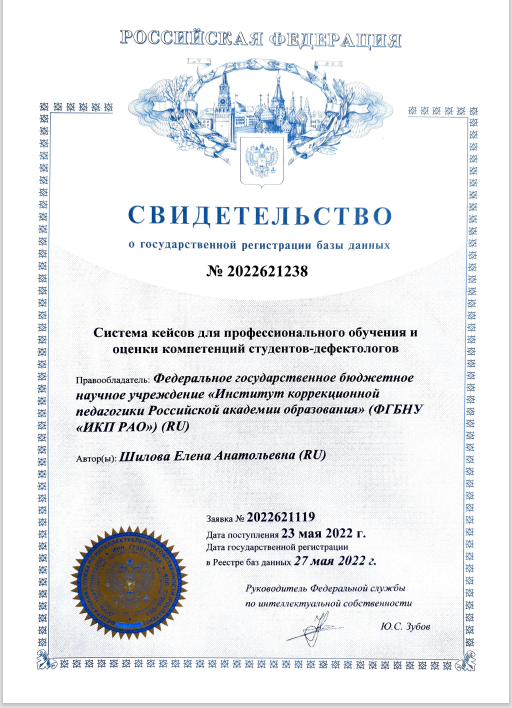 РОССИЙСКАЯ ФЕДЕРАЦИЯ
СВИДЕТЕЛЬСТВО
о государственной регистрации базы данных
№ 2022621238
Система кейсов для профессионального обучения и
оценки компетенций студентов-дефектологов
Правообладатель: Федеральное государственное бюджетное
научное учреждение «Институт коррекционной
педагогики Российской академии образования» (ФГБНУ
«ИКП РАО») (RU)
Автор(ы): Шилова Елена Анатольевна (RU)
Заявка № 2022621119
Дата поступления 23 мая 2022 г.
Дата государственной регистрации
в Реестре баз данных 27 мая 2022 г.
Руководитель Федеральной службы
по интеллектуальной собственности
Ю.С. Зубов